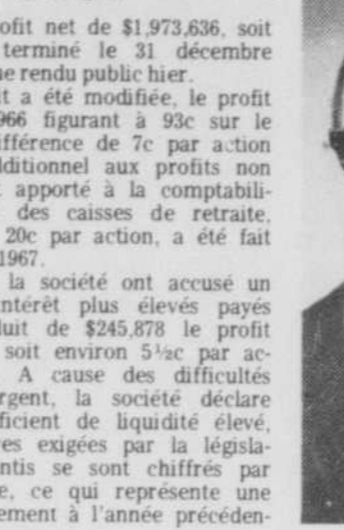 ofit net de $1,973,636, soit
terminé le 31 décembre
e rendu public hier.
it a été modifiée, le profit
966 figurant à 93c sur le
ifférence de 7c par action
dditionnel aux profits non
apporté à la comptabili-
des caisses de retraite,
20c par action, a été fait
1967.
la société ont accusé un
intérêt plus élevés payés
duit de $245,878 le profit
soit environ 5½c par ac-
A cause des difficultés
rgent, la société déclare
ficient de liquidité élevé,
es exigées par la législa-
ntis se sont chiffrés par
e, ce qui représente une
ement à l'année précéden-